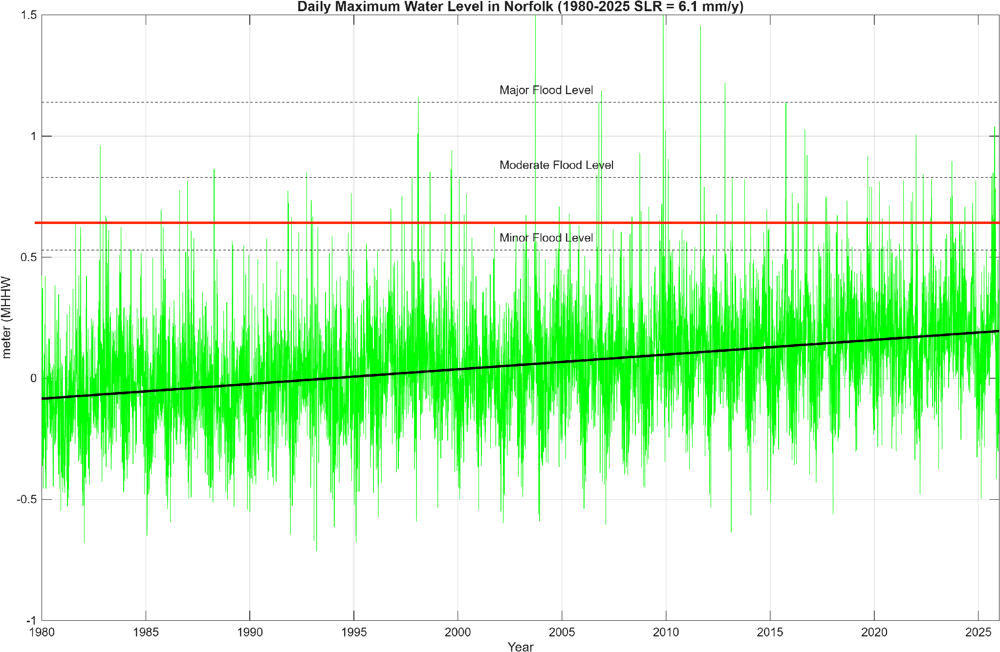 Daily Maximum Water Level in Norfolk (1980-2025 SLR = 6.1 mm/y)
1.5
Major Flood Level
1
Moderate Flood Level
Minor Flood Level
0.5
meter (MHHW
0
-0.5
-1
1980 1985 1990 1995 2000 2005 2010 2015 2020 2025
Year